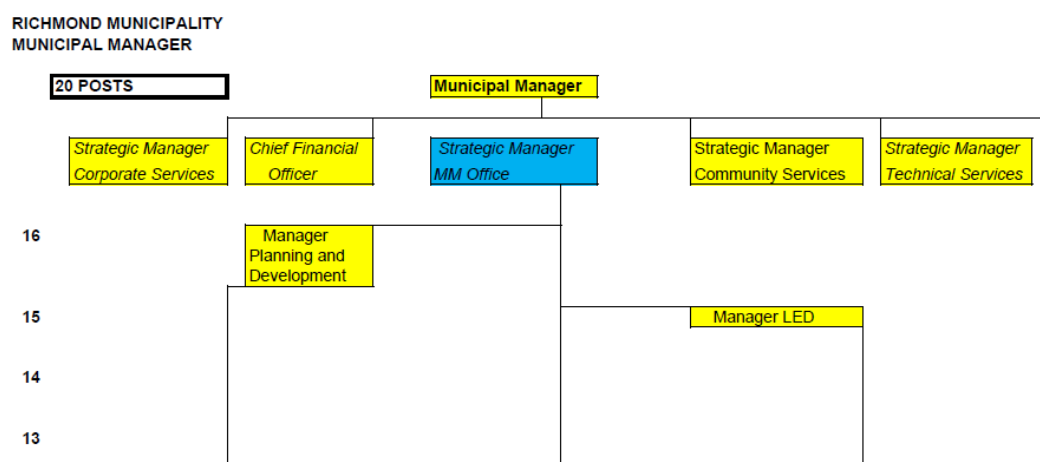 RICHMOND MUNICIPALITY
MUNICIPAL MANAGER
20 POSTS
Municipal Manager
Strategic Manager
Corporate Services
Chief Financial
Officer
Strategic Manager
MM Office
Strategic Manager
Community Services
Strategic Manager
Technical Services
16
Manager
Planning and
Development
15
Manager LED
14
13